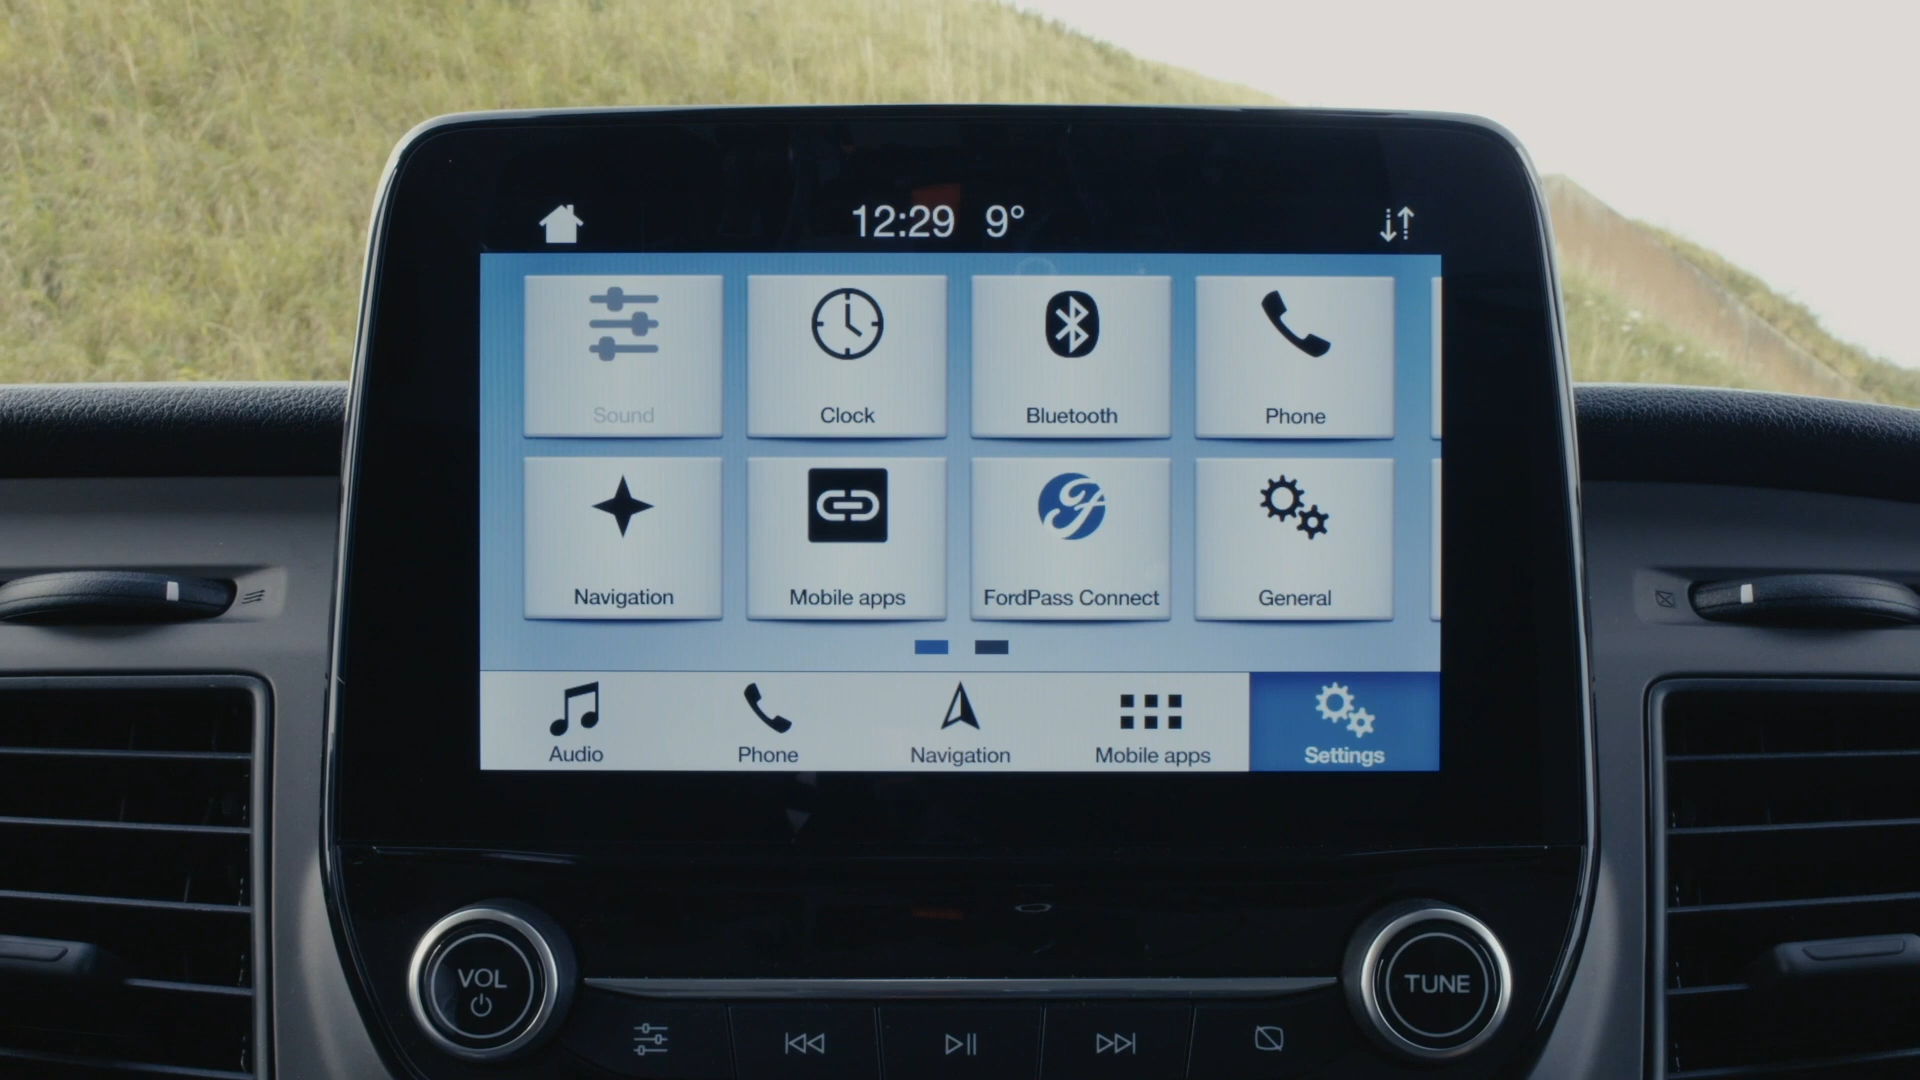 12:29 9°
Sound
Clock
Bluetooth
Phone
Navigation
Mobile apps
FordPass Connect
General
Audio
Phone
Navigation
Mobile apps
Settings
VOL
TUNE